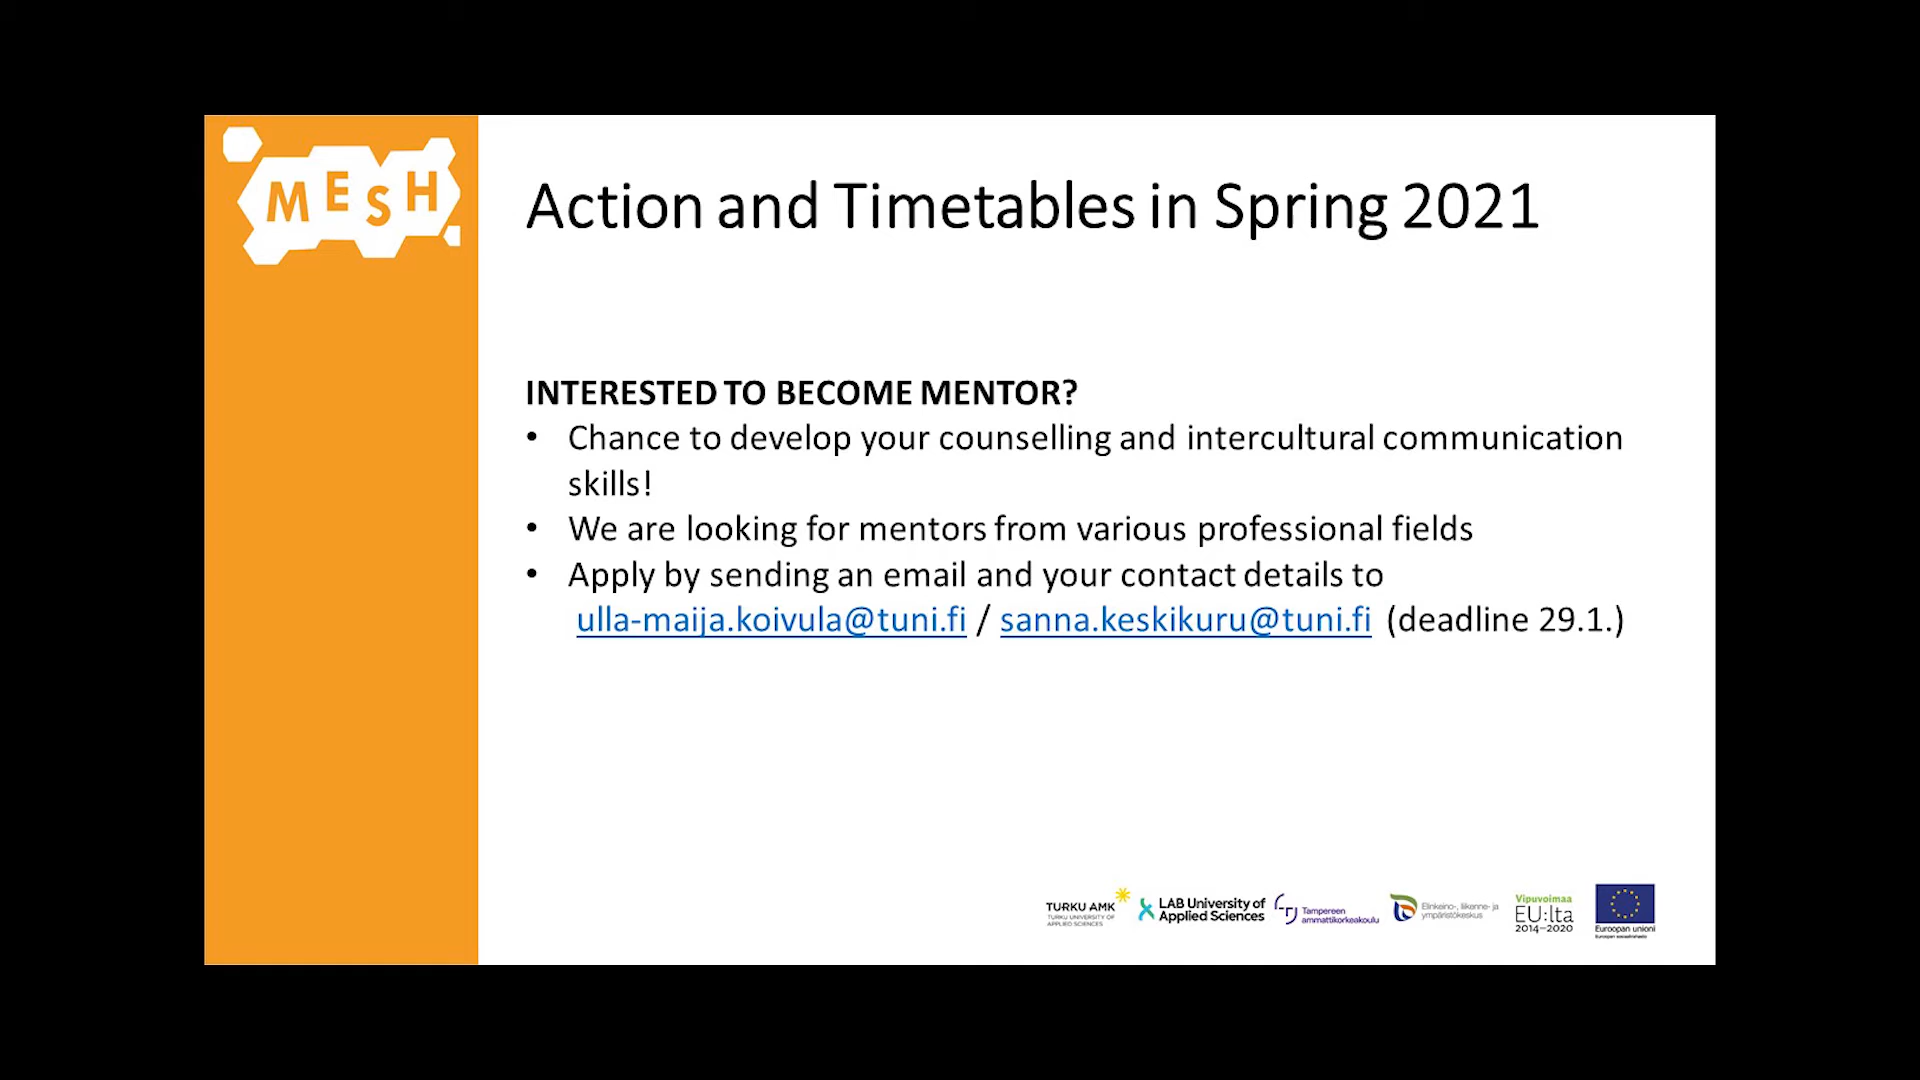 MESH
Action and Timetables in Spring 2021
INTERESTED TO BECOME MENTOR?
• Chance to develop your counselling and intercultural communication
skills!
• We are looking for mentors from various professional fields
• Apply by sending an email and your contact details to
ulla-maija.koivula@tuni.fi / sanna.keskikuru@tuni.fi (deadline 29.1.)
TURKU AMK
TURKU UNIVERSITY OF
APPLIED SCIENCES
LAB University of
Applied Sciences
Tampereen
ammattikorkeakoulu
Elinkeino-, liikenne- ja
ympäristökeskus
Vipuvoimaa
EU:lta
2014–2020
Euroopan unioni
Euroopan sosiaalirahasto